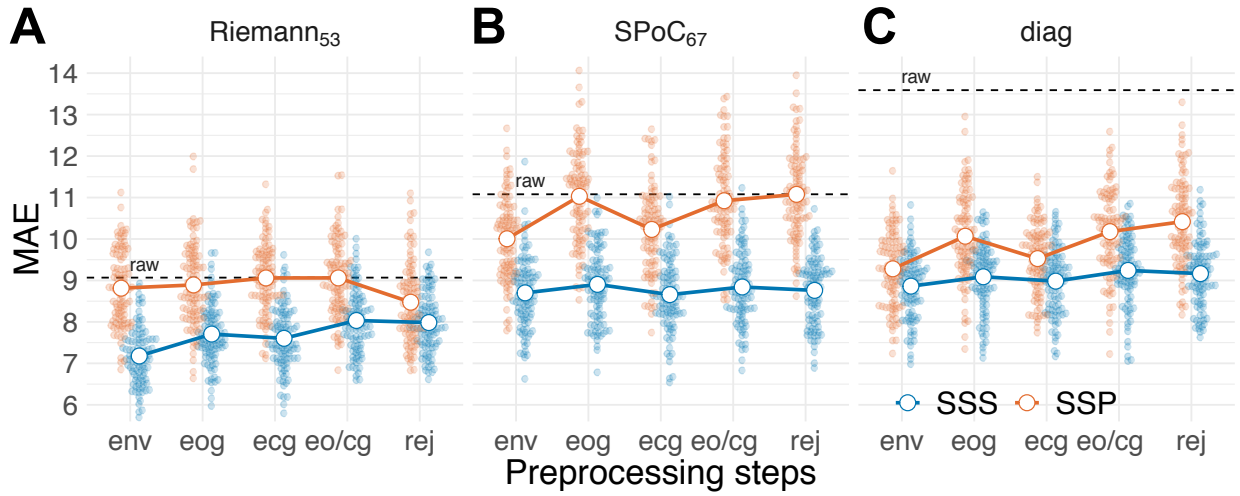 A
B
C
Riemann53
SPoC67
diag
MAE
14
13
12
11
10
9
8
7
6
raw
raw
raw
SSS
SSP
env eog ecg eo/cg rej
env eog ecg eo/cg rej
env eog ecg eo/cg rej
Preprocessing steps